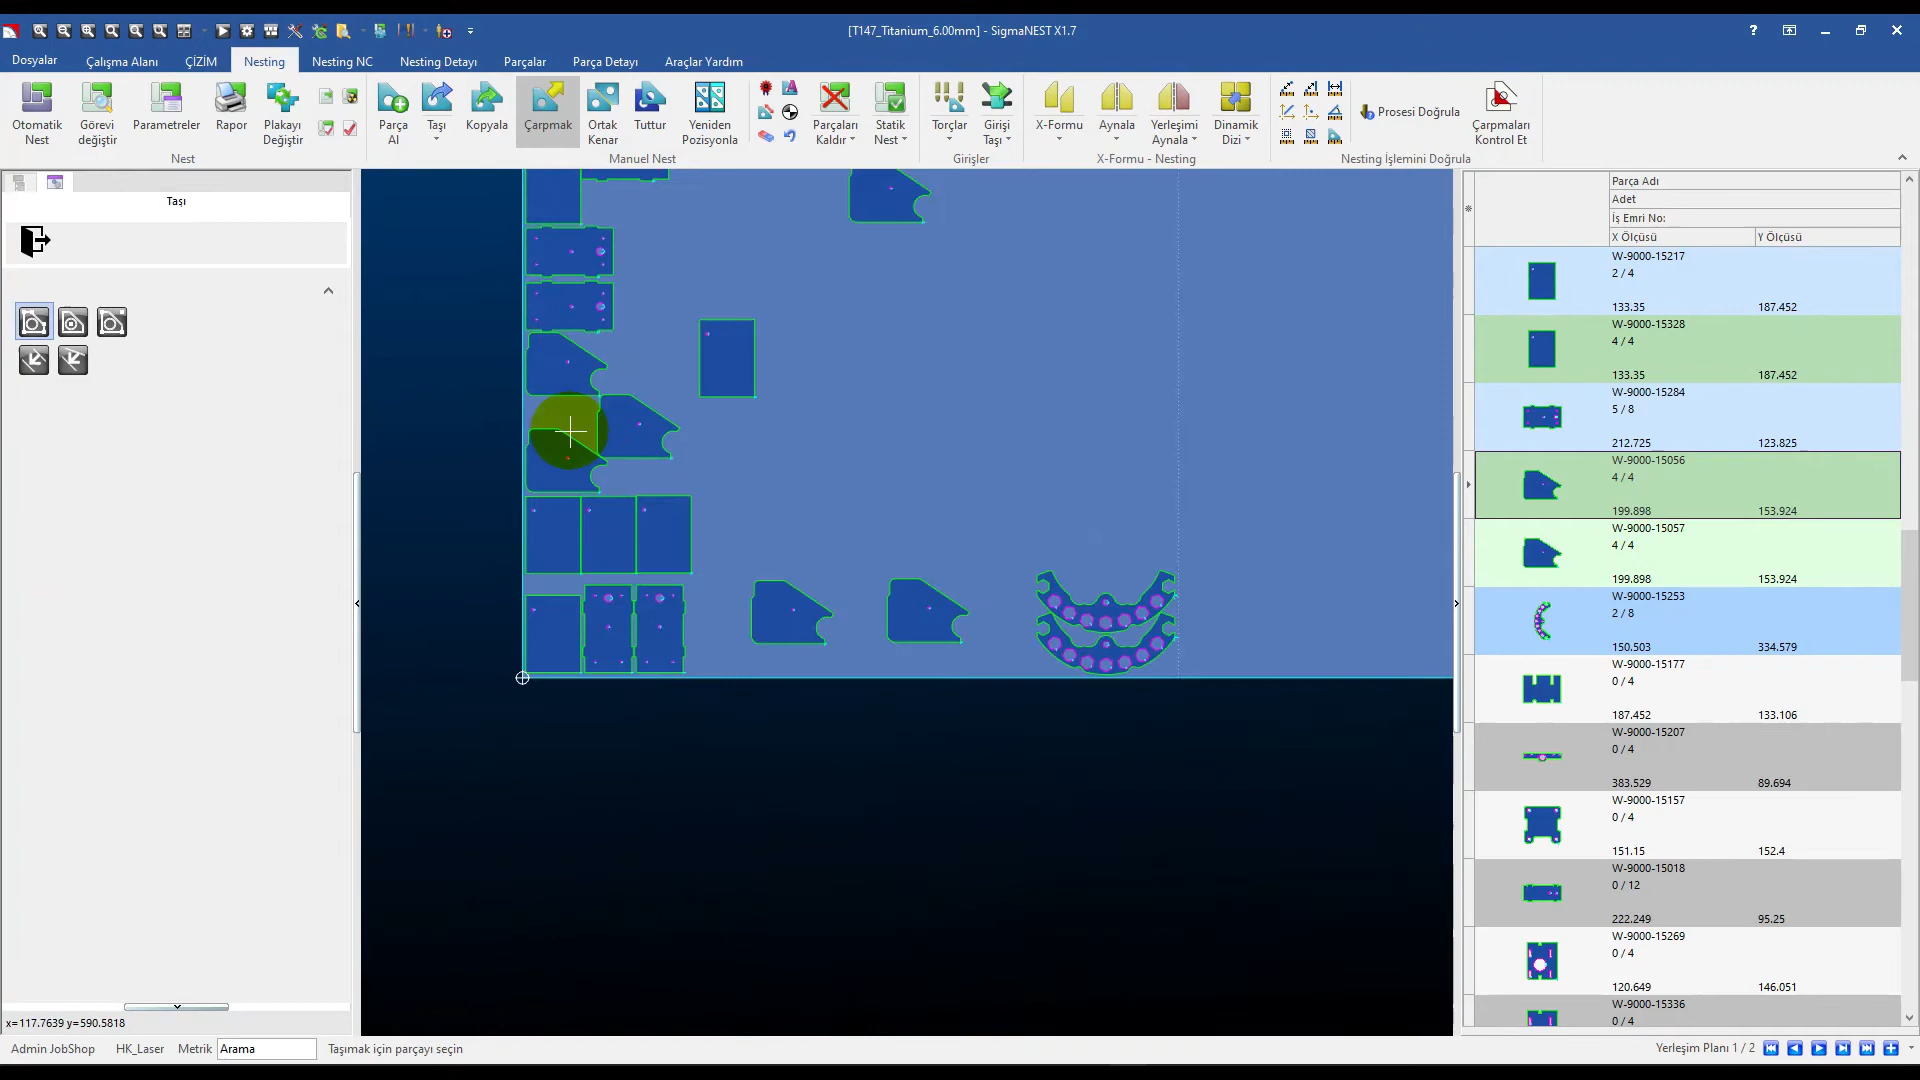 [T147_Titanium_6.00mm] - SigmaNEST X1.7
Dosyalar
Çalışma Alanı
ÇİZİM
Nesting
Nesting NC
Nesting Detayı
Parçalar
Parça Detayı
Araçlar Yardım
Otomatik Nest
Görevi değiştir
Parametreler
Rapor
Plakayı Değiştir
Parça Al
Taşı
Kopyala
Çarpmak
Ortak Kenar
Tuttur
Yeniden Pozisyonla
Parçaları Kaldır
Statik Nest
Torçlar
Girişi Taşı
X-Formu
Aynala
Yerleşimi Aynala
Dinamik Dizi
Prosesi Doğrula
Çarpmaları Kontrol Et
Nest
Manuel Nest
Girişler
X-Formu - Nesting
Nesting İşlemini Doğrula
Taşı
Parça Adı
Adet
İş Emri No:
X Ölçüsü Y Ölçüsü
W-9000-15217
2 / 4
133.35 187.452
W-9000-15328
4 / 4
133.35 187.452
W-9000-15284
5 / 8
212.725 123.825
W-9000-15056
4 / 4
199.898 153.924
W-9000-15057
4 / 4
199.898 153.924
W-9000-15253
2 / 8
150.503 334.579
W-9000-15177
0 / 4
187.452 133.106
W-9000-15207
0 / 4
383.529 89.694
W-9000-15157
0 / 4
151.15 152.4
W-9000-15018
0 / 12
222.249 95.25
W-9000-15269
0 / 4
120.649 146.051
W-9000-15336
0 / 4
x=117.7639 y=590.5818
Admin JobShop HK_Laser Metrik Arama Taşımak için parçayı seçin Yerleşim Planı 1 / 2